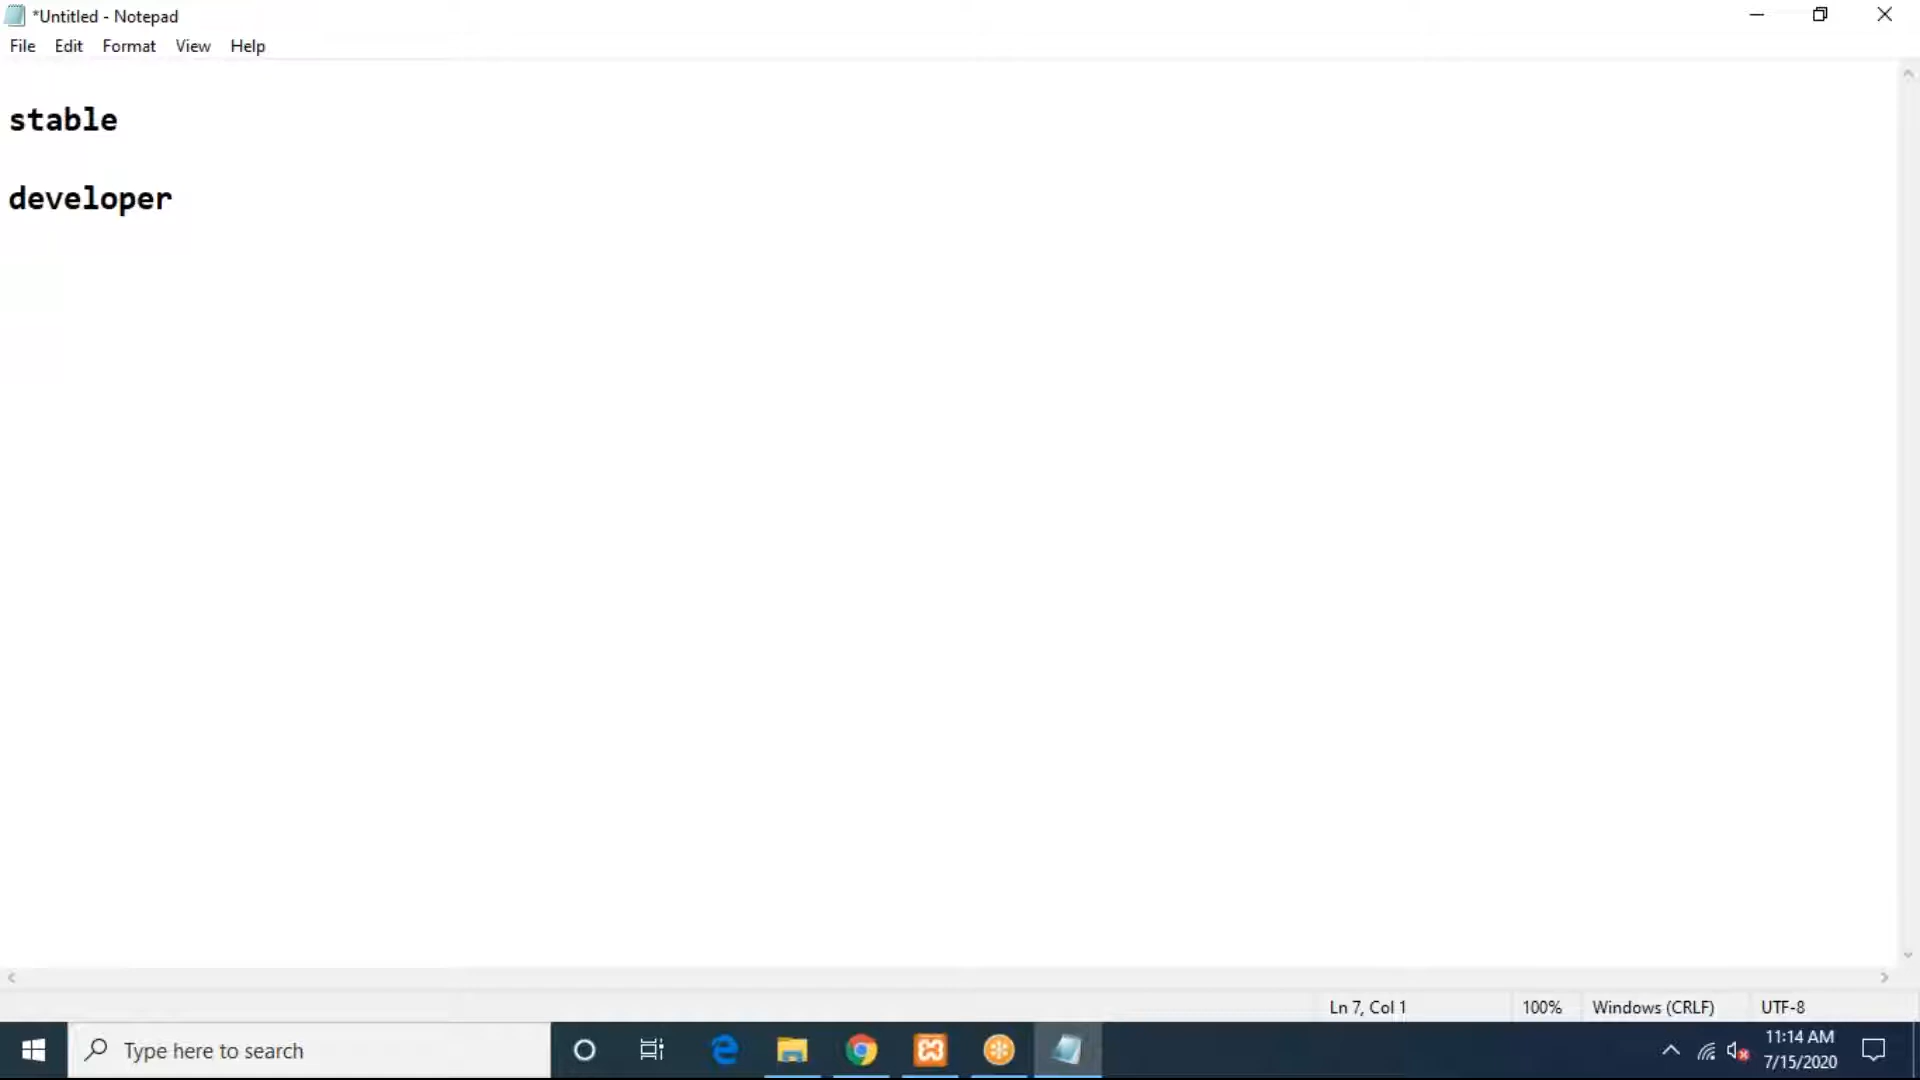 *Untitled - Notepad
File Edit Format View Help
stable
developer
Ln 7, Col 1 100% Windows (CRLF) UTF-8
Type here to search
11:14 AM
7/15/2020